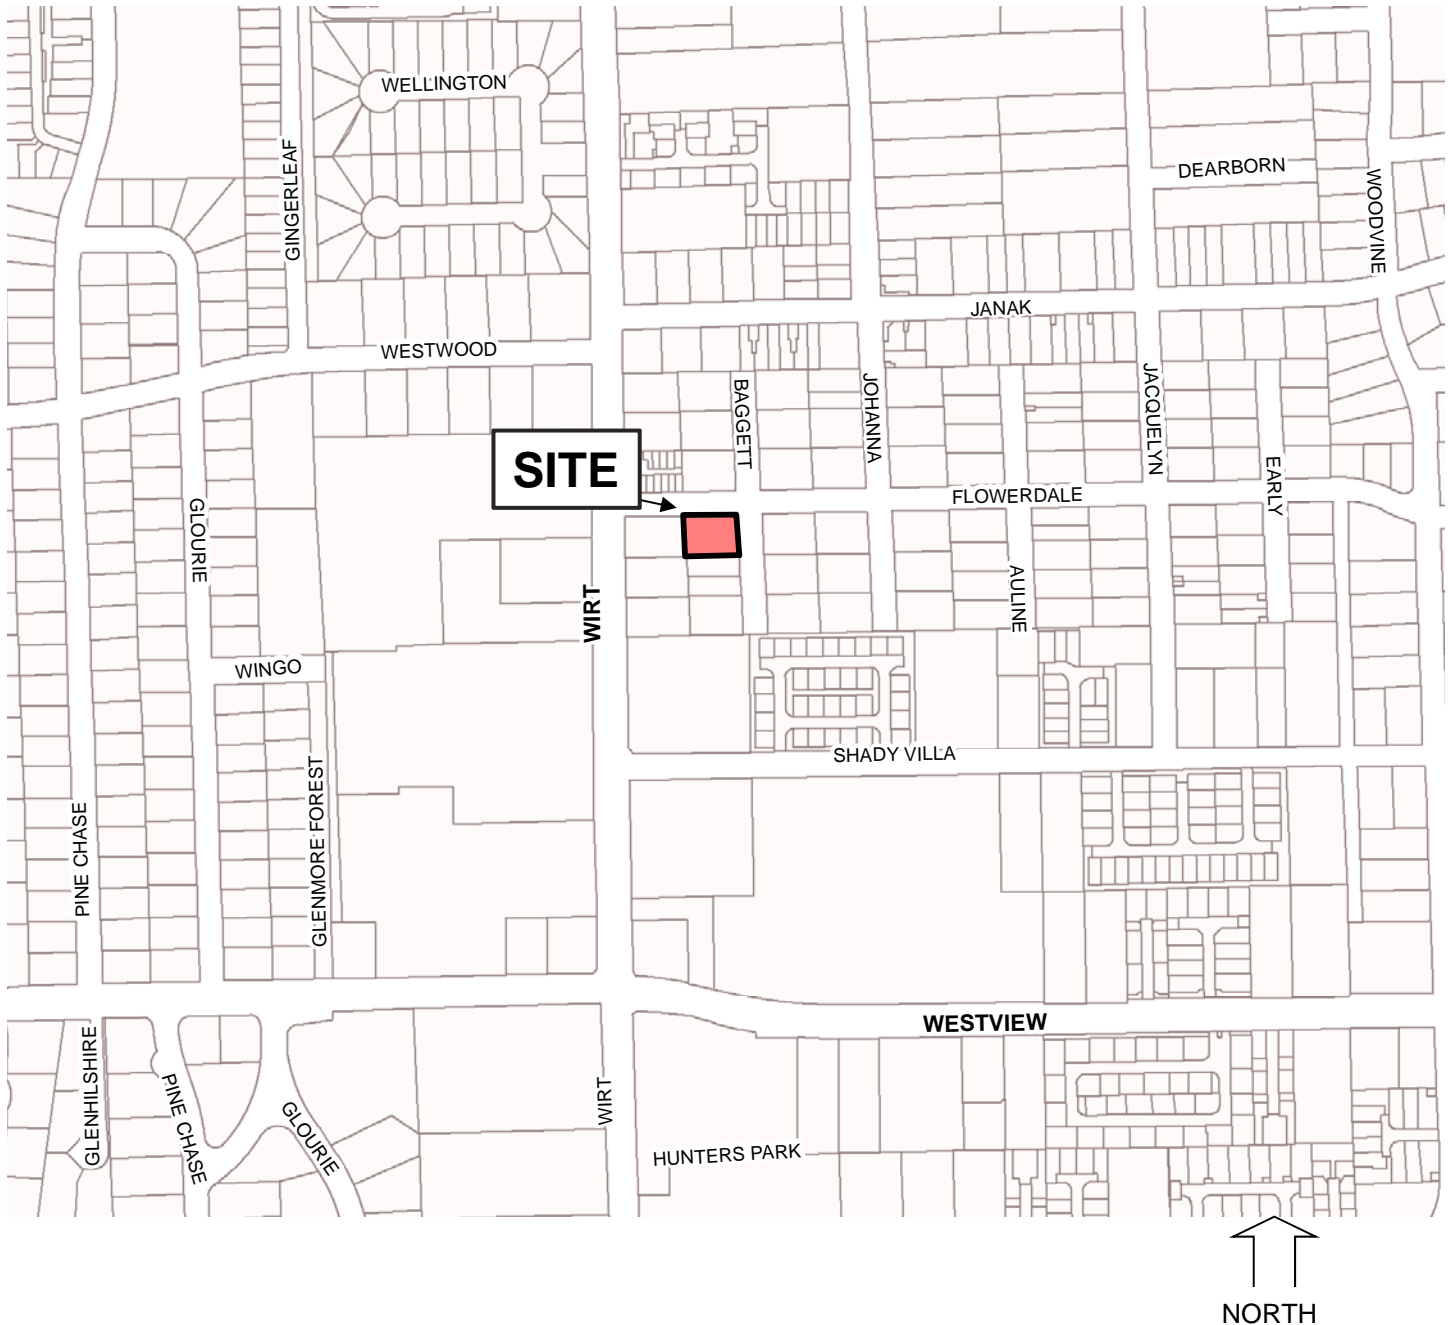 WELLINGTON
GINGERLEAF
DEARBORN
WOODVINE
JANAK
WESTWOOD
BAGGETT
JOHANNA
JACQUELYN
SITE
EARLY
FLOWERDALE
GLOURIE
AULINE
WIRT
WINGO
SHADY VILLA
PINE CHASE
GLENMORE FOREST
WESTVIEW
GLENHILSHIRE
PINE CHASE
GLOURIE
WIRT
HUNTERS PARK
NORTH